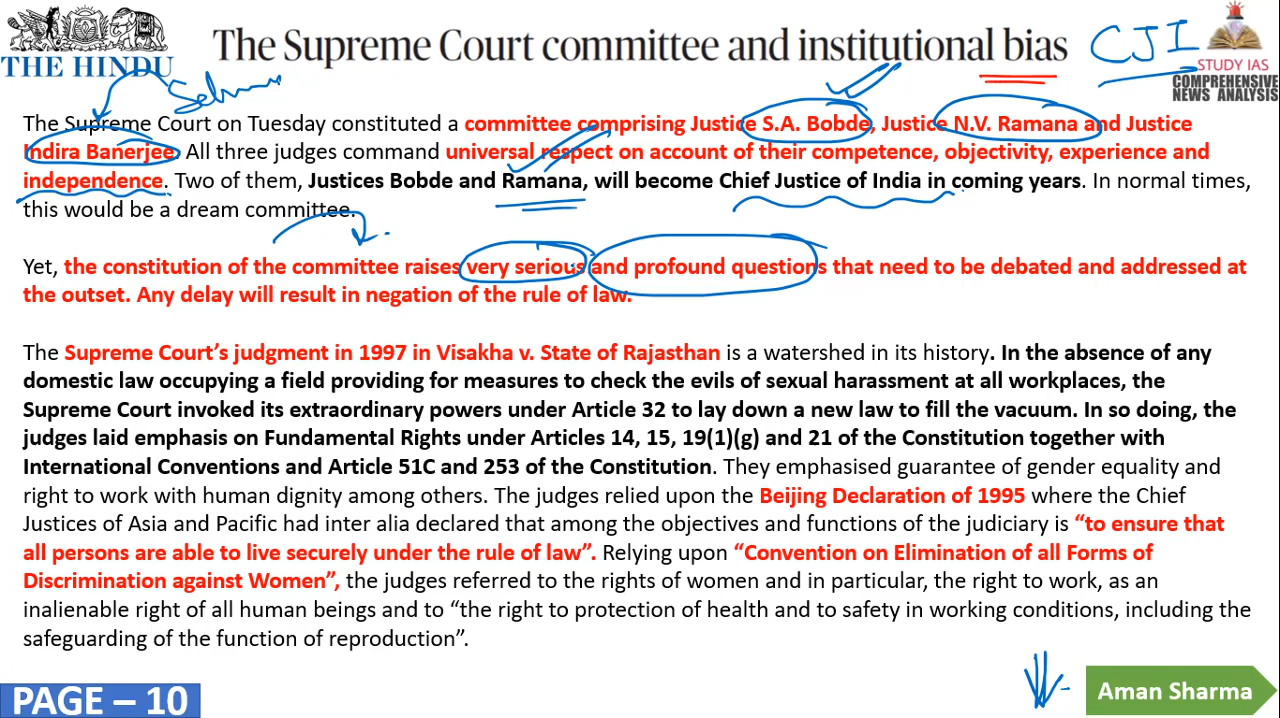 THE HINDU
The Supreme Court committee and institutional bias
CJI
STUDY IAS
COMPREHENSIVE
NEWS ANALYSIS
The Supreme Court on Tuesday constituted a committee comprising Justice S.A. Bobde, Justice N.V. Ramana and Justice
Indira Banerjee. All three judges command universal respect on account of their competence, objectivity, experience and
independence. Two of them, Justices Bobde and Ramana, will become Chief Justice of India in coming years. In normal times,
this would be a dream committee.
Yet, the constitution of the committee raises very serious and profound questions that need to be debated and addressed at
the outset. Any delay will result in negation of the rule of law.
The Supreme Court’s judgment in 1997 in Visakha v. State of Rajasthan is a watershed in its history. In the absence of any
domestic law occupying a field providing for measures to check the evils of sexual harassment at all workplaces, the
Supreme Court invoked its extraordinary powers under Article 32 to lay down a new law to fill the vacuum. In so doing, the
judges laid emphasis on Fundamental Rights under Articles 14, 15, 19(1)(g) and 21 of the Constitution together with
International Conventions and Article 51C and 253 of the Constitution. They emphasised guarantee of gender equality and
right to work with human dignity among others. The judges relied upon the Beijing Declaration of 1995 where the Chief
Justices of Asia and Pacific had inter alia declared that among the objectives and functions of the judiciary is “to ensure that
all persons are able to live securely under the rule of law”. Relying upon “Convention on Elimination of all Forms of
Discrimination against Women”, the judges referred to the rights of women and in particular, the right to work, as an
inalienable right of all human beings and to “the right to protection of health and to safety in working conditions, including the
safeguarding of the function of reproduction”.
PAGE – 10
Aman Sharma